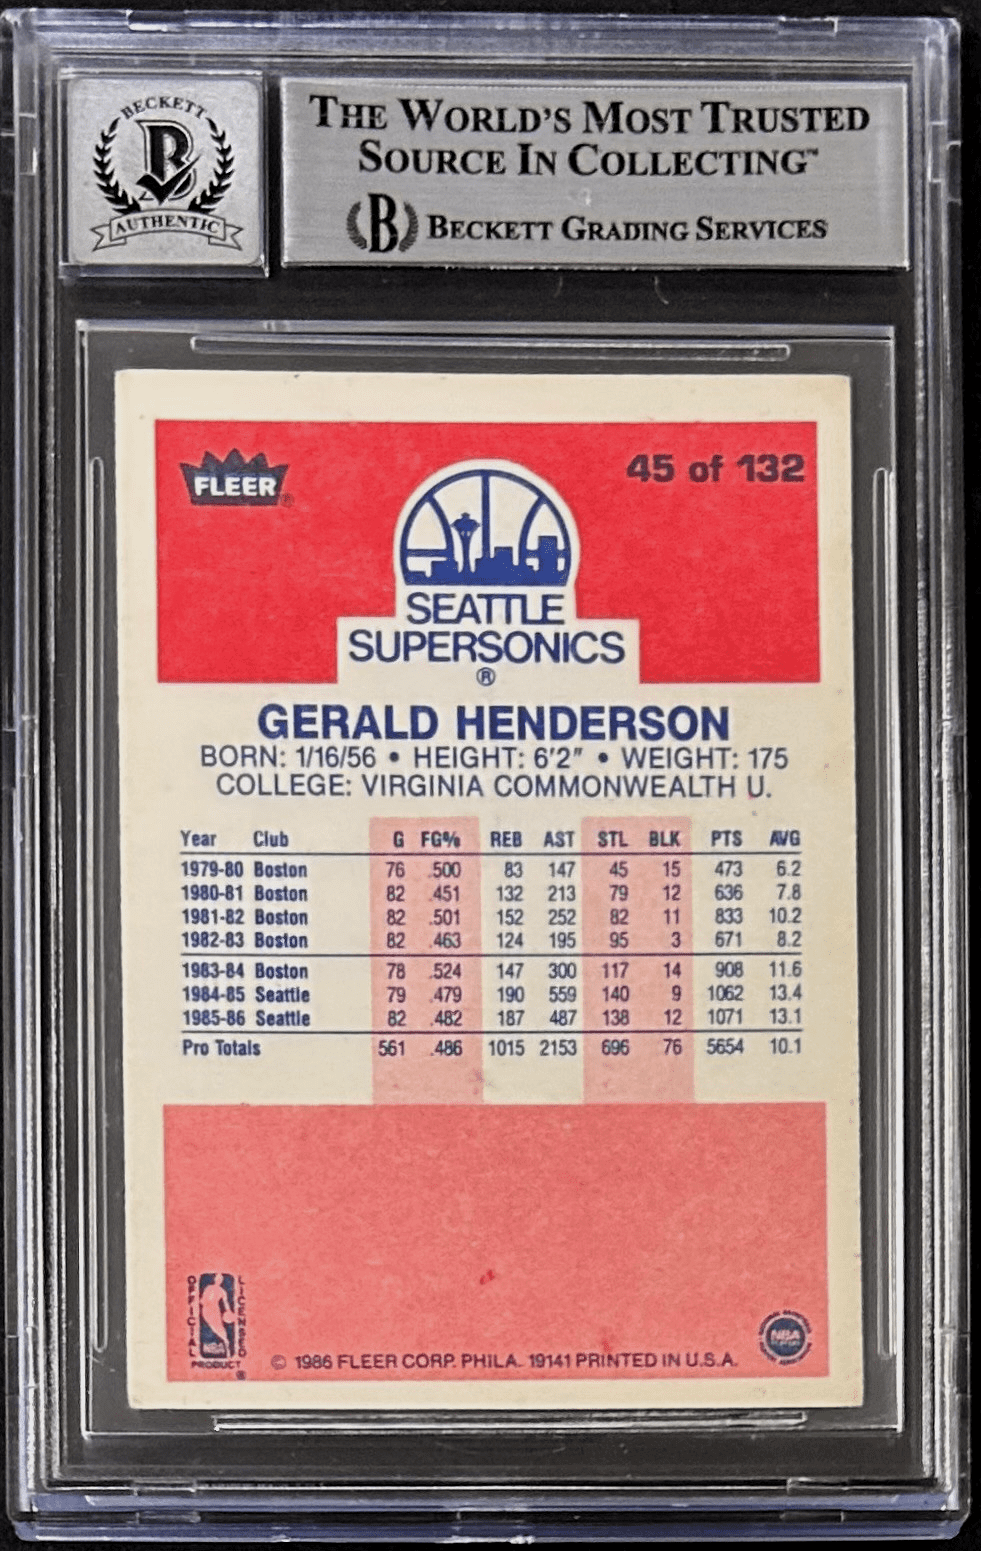 BECKETT
B
AUTHENTIC
THE WORLD'S MOST TRUSTED
SOURCE IN COLLECTING™
B BECKETT GRADING SERVICES
FLEER®
45 of 132
SEATTLE
SUPERSONICS
®
GERALD HENDERSON
BORN: 1/16/56 • HEIGHT: 6'2" • WEIGHT: 175
COLLEGE: VIRGINIA COMMONWEALTH U.
Year Club G FG% REB AST STL BLK PTS AVG
1979-80 Boston 76 .500 83 147 45 15 473 6.2
1980-81 Boston 82 .451 132 213 79 12 636 7.8
1981-82 Boston 82 .501 152 252 82 11 833 10.2
1982-83 Boston 82 .463 124 195 95 3 671 8.2
1983-84 Boston 78 .524 147 300 117 14 908 11.6
1984-85 Seattle 79 .479 190 559 140 9 1062 13.4
1985-86 Seattle 82 .482 187 487 138 12 1071 13.1
Pro Totals 561 .486 1015 2153 696 76 5654 10.1
OFFICIAL
LICENSED
NBA
PRODUCT
®
© 1986 FLEER CORP. PHILA. 19141 PRINTED IN U.S.A.
NBA